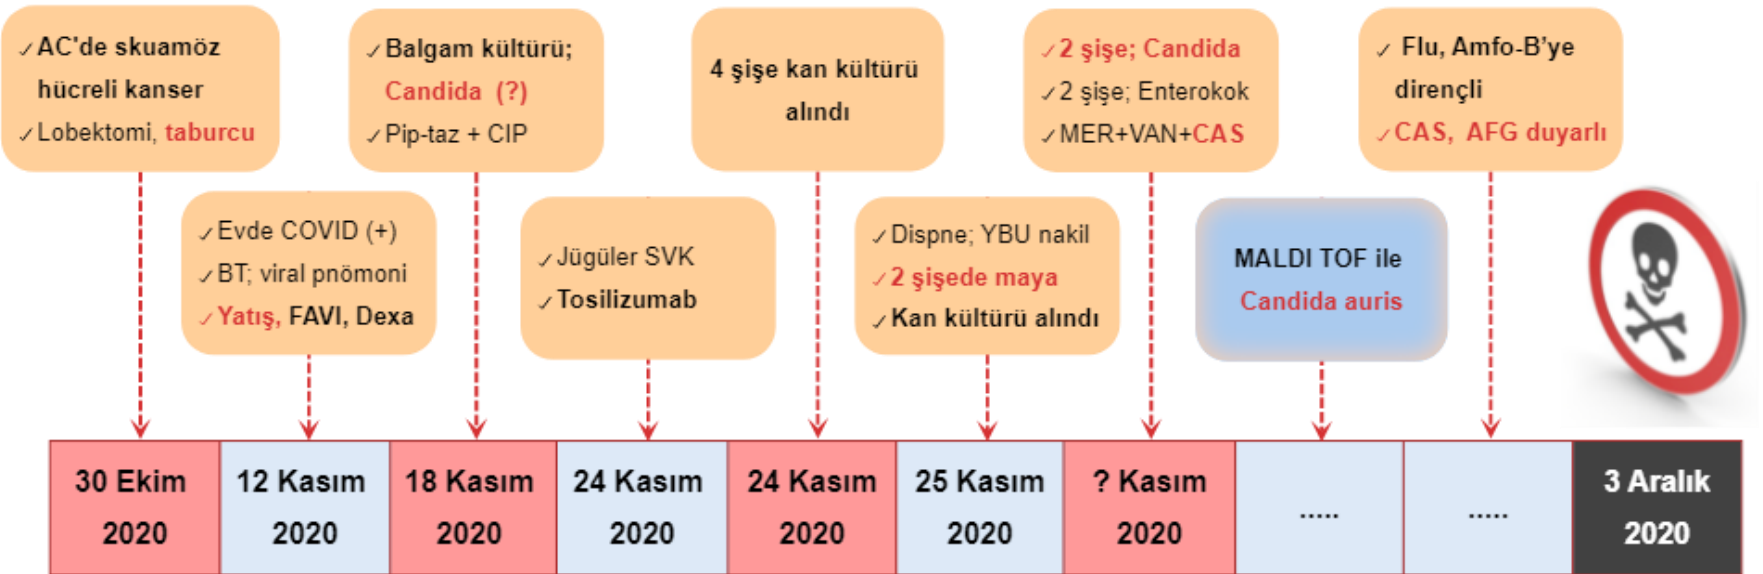 ✓ AC'de skuamöz
hücreli kanser
✓ Lobektomi, taburcu
✓ Evde COVID (+)
✓ BT; viral pnömoni
✓ Yatış, FAVI, Dexa
✓ Balgam kültürü;
Candida (?)
✓ Pip-taz + CIP
✓ Jügüler SVK
✓ Tosilizumab
4 şişe kan kültürü
alındı
✓ Dispne; YBU nakil
✓ 2 şişede maya
✓ Kan kültürü alındı
✓ 2 şişe; Candida
✓ 2 şişe; Enterokok
✓ MER+VAN+CAS
MALDI TOF ile
Candida auris
✓ Flu, Amfo-B’ye
dirençli
✓ CAS, AFG duyarlı
30 Ekim
2020
12 Kasım
2020
18 Kasım
2020
24 Kasım
2020
24 Kasım
2020
25 Kasım
2020
? Kasım
2020
.....
.....
3 Aralık
2020